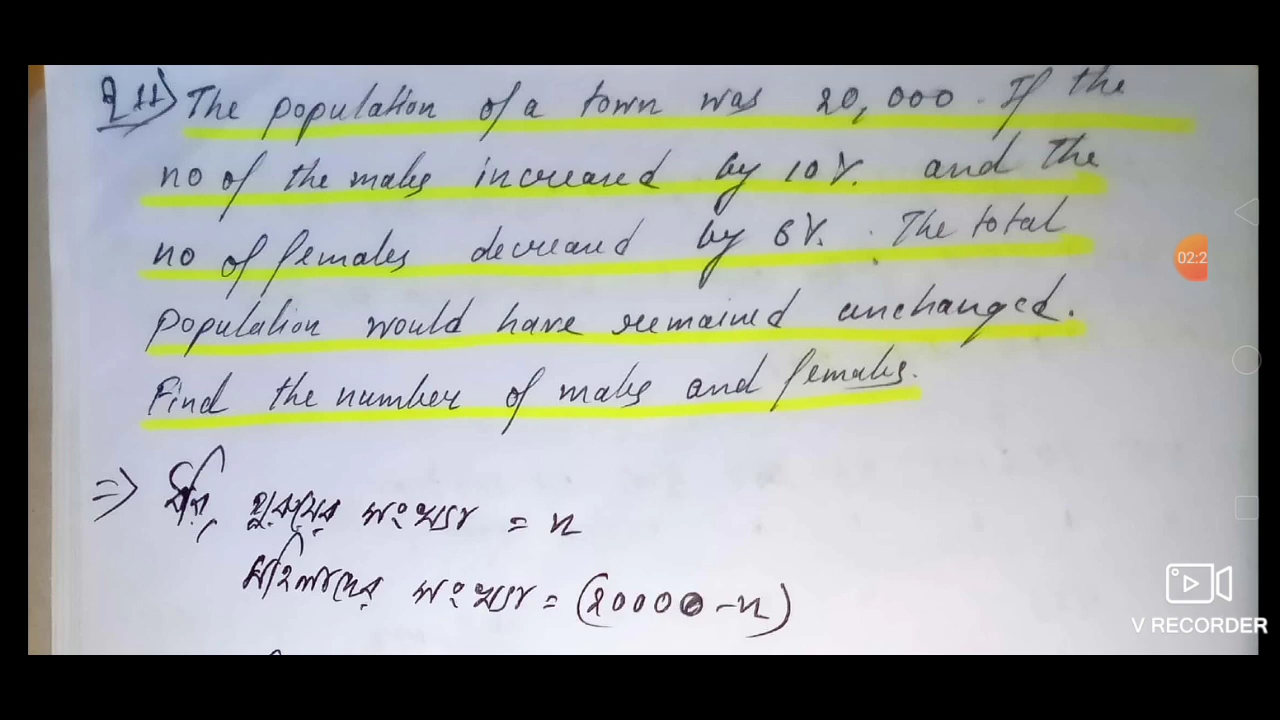 Q 11) The population of a town was 20,000. If the
no of the males increased by 10%. and the
no of females decreased by 6%. The total
population would have remained unchanged.
Find the number of males and females.
⇒ ধরি, পুরুষের সংখ্যা = x
মহিলাদের সংখ্যা = (20000 - x)
02:2
V RECORDER